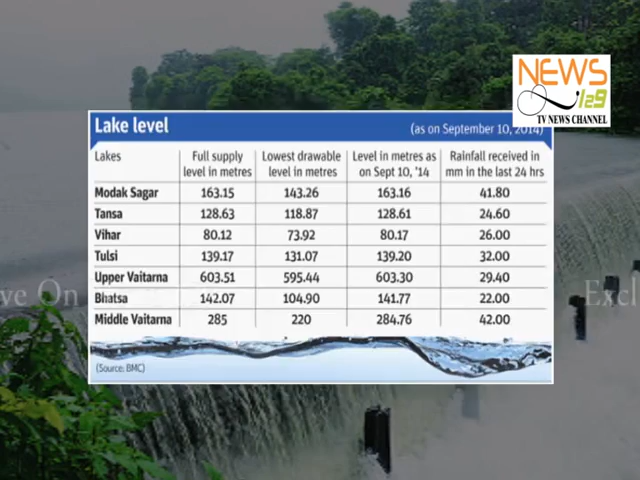 NEWS
129
TV NEWS CHANNEL
Lake level (as on September 10, 2014)
Lakes Full supply level in metres Lowest drawable level in metres Level in metres as on Sept 10, '14 Rainfall received in mm in the last 24 hrs
Modak Sagar 163.15 143.26 163.16 41.80
Tansa 128.63 118.87 128.61 24.60
Vihar 80.12 73.92 80.17 26.00
Tulsi 139.17 131.07 139.20 32.00
Upper Vaitarna 603.51 595.44 603.30 29.40
Bhatsa 142.07 104.90 141.77 22.00
Middle Vaitarna 285 220 284.76 42.00
(Source: BMC)
ve On
Excl